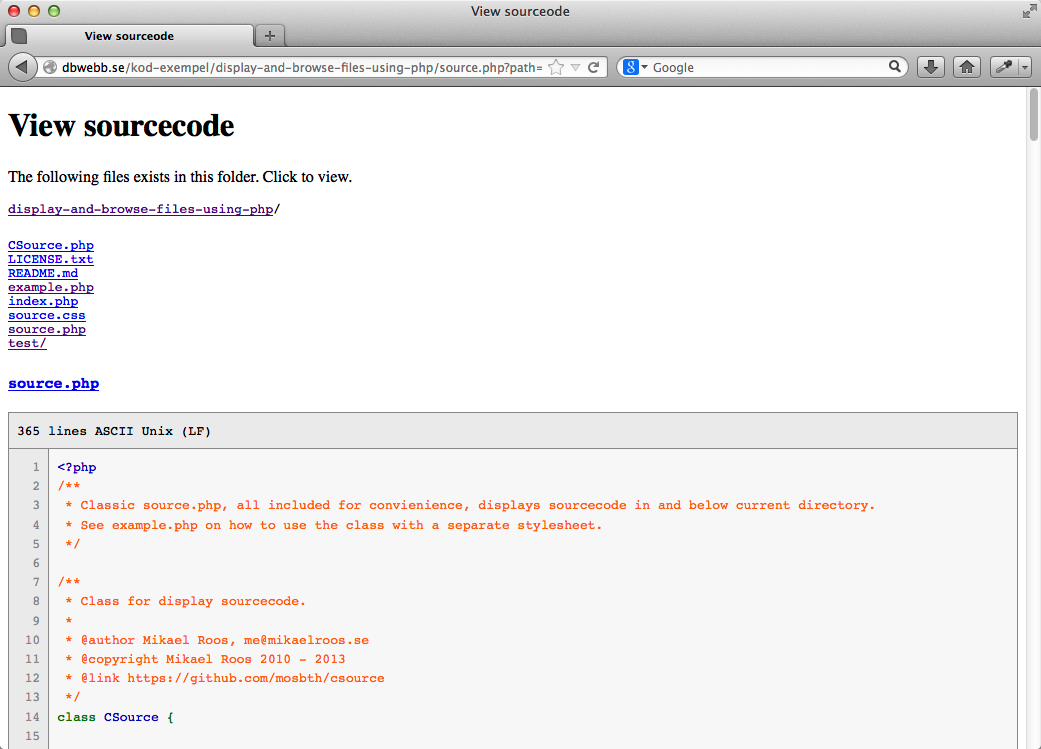 View sourceode
View sourceode
dbwebb.se/kod-exempel/display-and-browse-files-using-php/source.php?path=
8 Google
View sourcecode
The following files exists in this folder. Click to view.
display-and-browse-files-using-php/
CSource.php
LICENSE.txt
README.md
example.php
index.php
source.css
source.php
test/
source.php
365 lines ASCII Unix (LF)
1 <?php
2 /**
3 * Classic source.php, all included for convienience, displays sourcecode in and below current directory.
4 * See example.php on how to use the class with a separate stylesheet.
5 */
6
7 /**
8 * Class for display sourcecode.
9 *
10 * @author Mikael Roos, me@mikaelroos.se
11 * @copyright Mikael Roos 2010 - 2013
12 * @link https://github.com/mosbth/csource
13 */
14 class CSource {
15